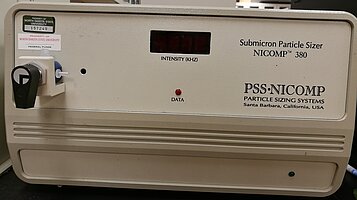 Submicron Particle Sizer
NICOMP™ 380
INTENSITY (KHZ)
DATA
PSS·NICOMP
PARTICLE SIZING SYSTEMS
Santa Barbara, California, USA